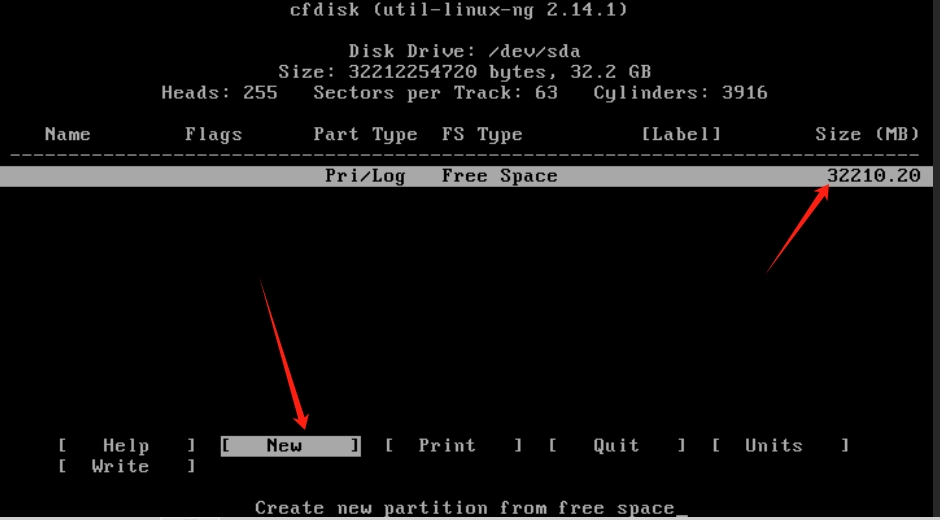 cfdisk (util-linux-ng 2.14.1)
Disk Drive: /dev/sda
Size: 32212254720 bytes, 32.2 GB
Heads: 255   Sectors per Track: 63   Cylinders: 3916
Name   Flags   Part Type   FS Type   [Label]   Size (MB)
Pri/Log   Free Space   32210.20
[ Help ] [ New ] [ Print ] [ Quit ] [ Units ]
[ Write ]
Create new partition from free space_